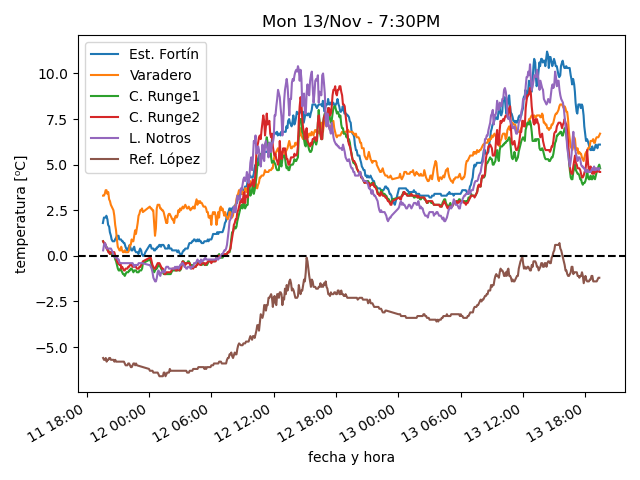 Mon 13/Nov - 7:30PM
Est. Fortín
Varadero
C. Runge1
C. Runge2
L. Notros
Ref. López
temperatura [ºC]
10.0
7.5
5.0
2.5
0.0
−2.5
−5.0
11 18:00
12 00:00
12 06:00
12 12:00
12 18:00
13 00:00
13 06:00
13 12:00
13 18:00
fecha y hora